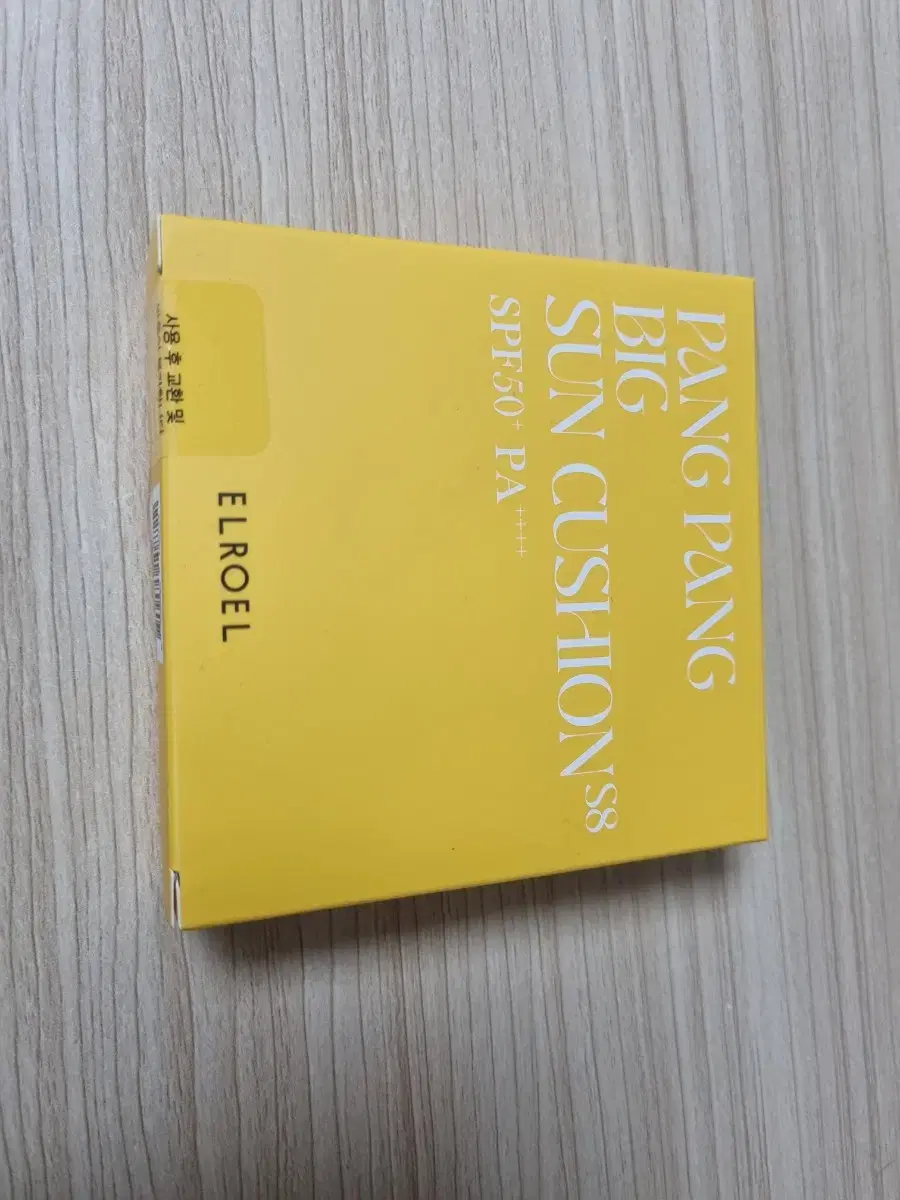 PANG PANG
BIG
SUN CUSHION S8
SPF50+ PA++++
ELROEL
사용 후 교환 및